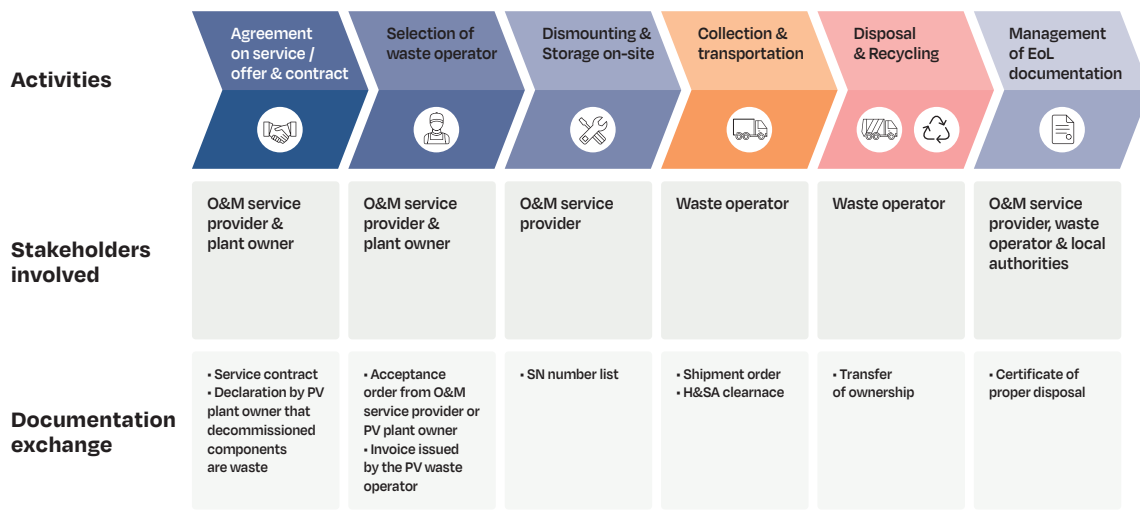 Activities
Agreement
on service /
offer & contract
Selection of
waste operator
Dismounting &
Storage on-site
Collection &
transportation
Disposal
& Recycling
Management
of EoL
documentation
Stakeholders
involved
O&M service
provider &
plant owner
O&M service
provider &
plant owner
O&M service
provider
Waste operator
Waste operator
O&M service
provider, waste
operator & local
authorities
Documentation
exchange
▪ Service contract
▪ Declaration by PV
plant owner that
decommissioned
components
are waste
▪ Acceptance
order from O&M
service provider or
PV plant owner
▪ Invoice issued
by the PV waste
operator
▪ SN number list
▪ Shipment order
▪ H&SA clearnace
▪ Transfer
of ownership
▪ Certificate of
proper disposal